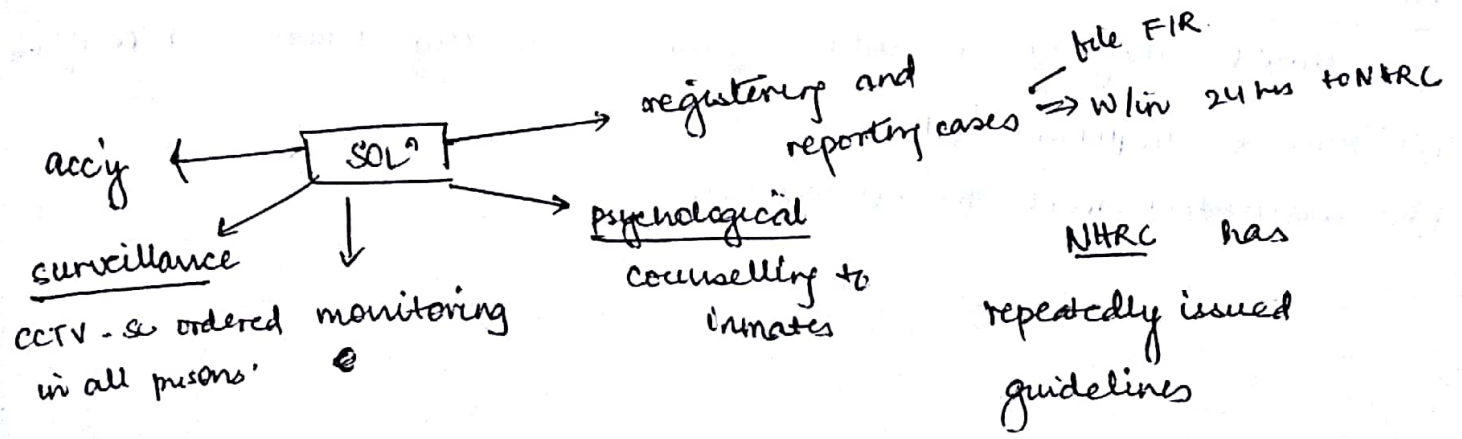 SOLⁿ
acc'y
surveillance
CCTV - SC ordered
in all prisons.
monitoring
psychological
counselling to
inmates
registering and
reporting cases
file FIR.
⇒ w/in 24 hrs to NHRC
NHRC has
repeatedly issued
guidelines